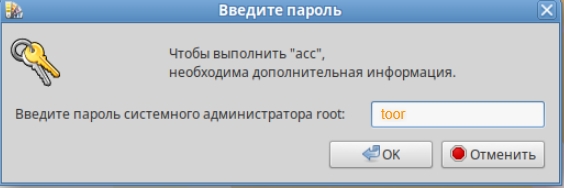 Введите пароль
Чтобы выполнить "acc",
необходима дополнительная информация.
Введите пароль системного администратора root: toor
OK Отменить